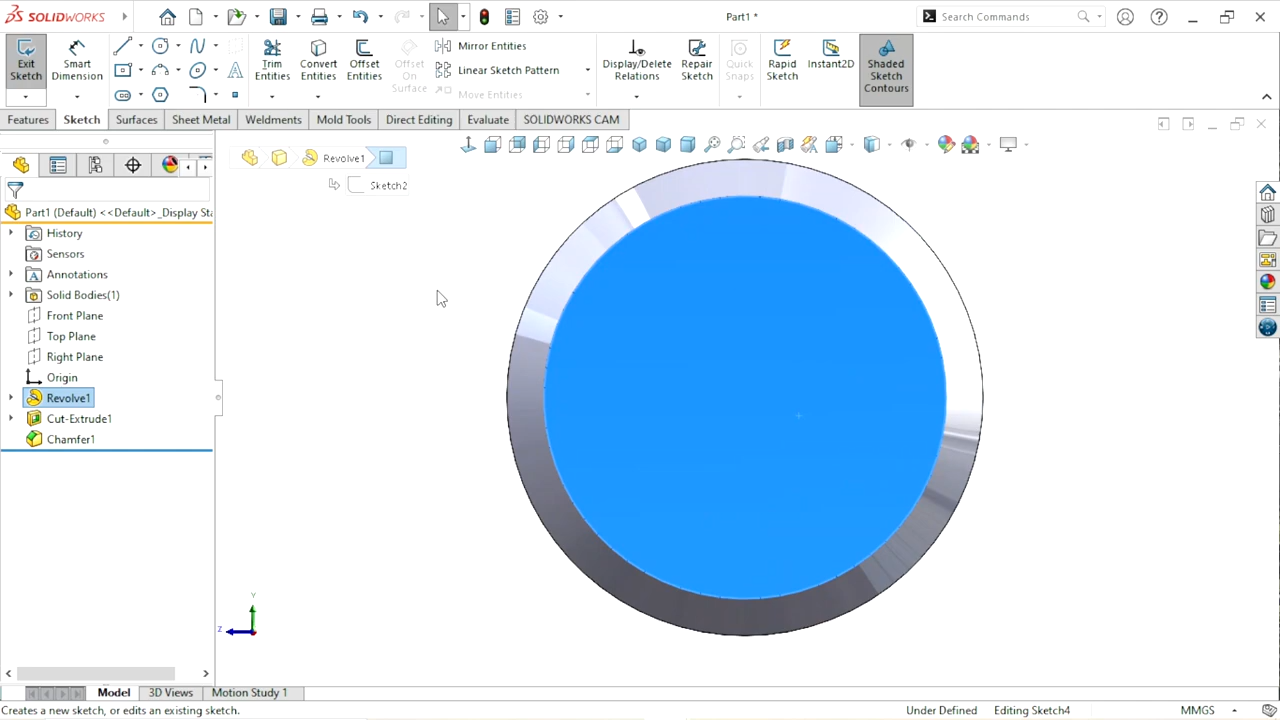 SOLIDWORKS
Part1 *
Search Commands
Exit Sketch
Smart Dimension
Trim Entities
Convert Entities
Offset Entities
Offset On Surface
Mirror Entities
Linear Sketch Pattern
Move Entities
Display/Delete Relations
Repair Sketch
Quick Snaps
Rapid Sketch
Instant2D
Shaded Sketch Contours
Features
Sketch
Surfaces
Sheet Metal
Weldments
Mold Tools
Direct Editing
Evaluate
SOLIDWORKS CAM
Revolve1
Sketch2
Part1 (Default) <<Default>_Display Sta
History
Sensors
Annotations
Solid Bodies(1)
Front Plane
Top Plane
Right Plane
Origin
Revolve1
Cut-Extrude1
Chamfer1
Y
Z
Model
3D Views
Motion Study 1
Creates a new sketch, or edits an existing sketch.
Under Defined
Editing Sketch4
MMGS